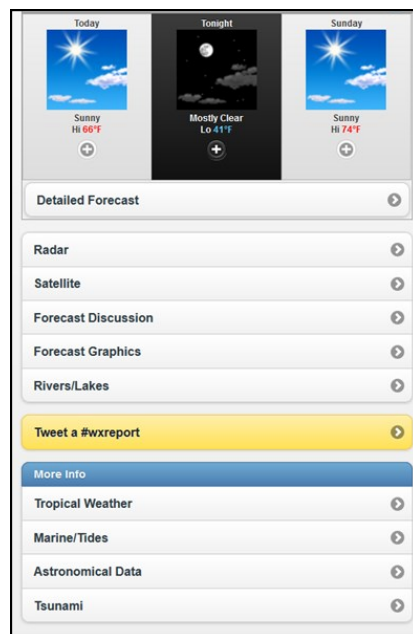 Today
Sunny
Hi 66°F
Tonight
Mostly Clear
Lo 41°F
Sunday
Sunny
Hi 74°F
Detailed Forecast
Radar
Satellite
Forecast Discussion
Forecast Graphics
Rivers/Lakes
Tweet a #wxreport
More Info
Tropical Weather
Marine/Tides
Astronomical Data
Tsunami